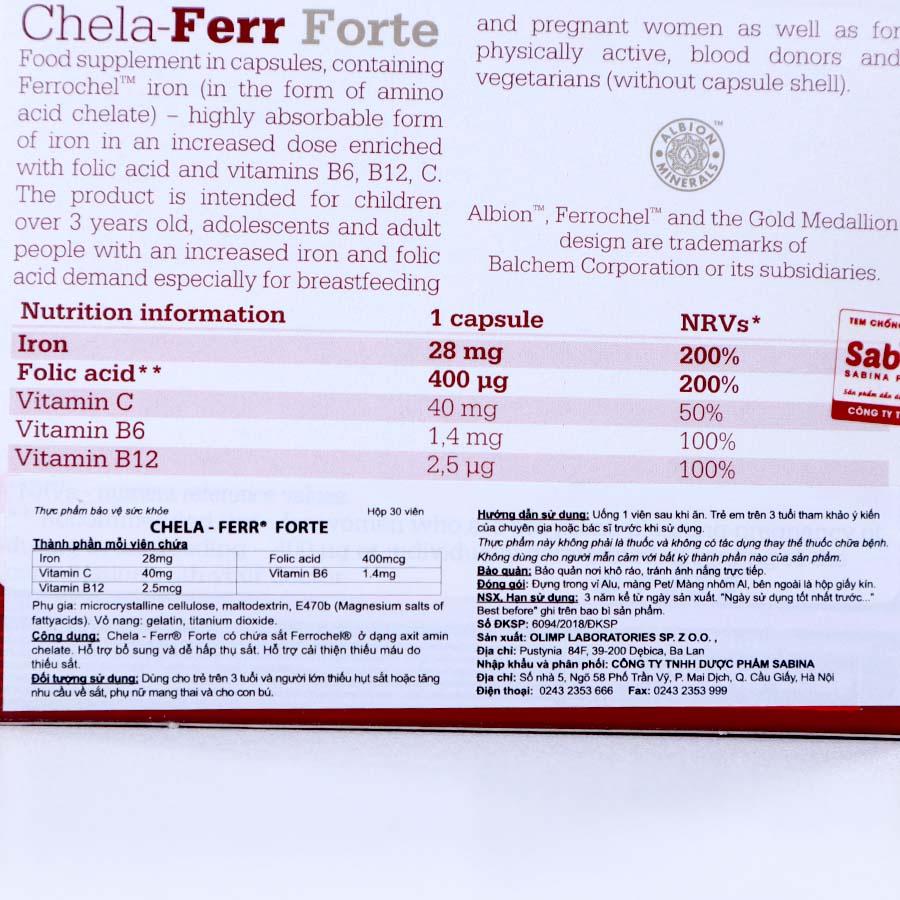 Chela-Ferr Forte
Food supplement in capsules, containing
Ferrochel™ iron (in the form of amino
acid chelate) – highly absorbable form
of iron in an increased dose enriched
with folic acid and vitamins B6, B12, C.
The product is intended for children
over 3 years old, adolescents and adult
people with an increased iron and folic
acid demand especially for breastfeeding
and pregnant women as well as for
physically active, blood donors and
vegetarians (without capsule shell).
ALBION™
A
MINERALS
Albion™, Ferrochel™ and the Gold Medallion
design are trademarks of
Balchem Corporation or its subsidiaries.
Nutrition information 1 capsule NRVs*
Iron 28 mg 200%
Folic acid** 400 µg 200%
Vitamin C 40 mg 50%
Vitamin B6 1,4 mg 100%
Vitamin B12 2,5 µg 100%
TEM CHỐN
Sab
SABINA P
Sản phẩm
CÔNG TY T
Thực phẩm bảo vệ sức khỏe Hộp 30 viên
CHELA - FERR® FORTE
Thành phần mỗi viên chứa
Iron 28mg Folic acid 400mcg
Vitamin C 40mg Vitamin B6 1.4mg
Vitamin B12 2.5mcg
Phụ gia: microcrystalline cellulose, maltodextrin, E470b (Magnesium salts of
fattyacids). Vỏ nang: gelatin, titanium dioxide.
Công dụng: Chela - Ferr® Forte có chứa sắt Ferrochel® ở dạng axit amin
chelate. Hỗ trợ bổ sung và dễ hấp thụ sắt. Hỗ trợ cải thiện thiếu máu do
thiếu sắt.
Đối tượng sử dụng: Dùng cho trẻ trên 3 tuổi và người lớn thiếu hụt sắt hoặc tăng
nhu cầu về sắt, phụ nữ mang thai và cho con bú.
Hướng dẫn sử dụng: Uống 1 viên sau khi ăn. Trẻ em trên 3 tuổi tham khảo ý kiến
của chuyên gia hoặc bác sĩ trước khi sử dụng.
Thực phẩm này không phải là thuốc và không có tác dụng thay thế thuốc chữa bệnh.
Không dùng cho người mẫn cảm với bất kỳ thành phần nào của sản phẩm.
Bảo quản: Bảo quản nơi khô ráo, tránh ánh nắng trực tiếp.
Đóng gói: Đựng trong vỉ Alu, màng Pet/ Màng nhôm Al, bên ngoài là hộp giấy kín.
NSX, Hạn sử dụng: 3 năm kể từ ngày sản xuất. "Ngày sử dụng tốt nhất trước..."
Best before" ghi trên bao bì sản phẩm.
Số ĐKSP: 6094/2018/ĐKSP
Sản xuất: OLIMP LABORATORIES SP. Z O.O. ,
Địa chỉ: Pustynia 84F, 39-200 Dębica, Ba Lan
Nhập khẩu và phân phối: CÔNG TY TNHH DƯỢC PHẨM SABINA
Địa chỉ: Số nhà 5, Ngõ 58 Phố Trần Vỹ, P. Mai Dịch, Q. Cầu Giấy, Hà Nội
Điện thoại: 0243 2353 666 Fax: 0243 2353 999